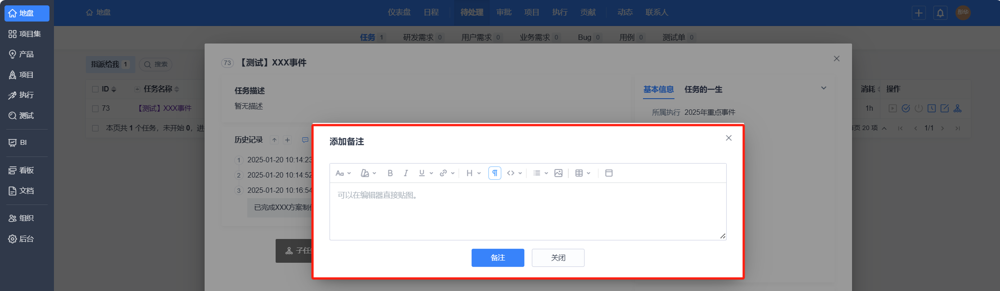 地盘
项目集
产品
项目
执行
测试
BI
看板
文档
组织
后台
地盘
仪表盘 日程 待处理 审批 项目 执行 贡献 动态 联系人
彤华
任务 1 研发需求 0 用户需求 0 业务需求 0 Bug 0 用例 0 测试单 0
指派给我 1 搜索
ID 任务名称 消耗 操作
73 【测试】XXX事件 1h
本页共 1 个任务，未开始 0，进
页 20 项 1/1
73 【测试】XXX事件
任务描述
暂无描述
基本信息 任务的一生
所属执行 2025年重点事件
历史记录
1 2025-01-20 10:14:23
2 2025-01-20 10:14:52
3 2025-01-20 10:16:54
已完成XXX方案制
子任
添加备注
Aa B I U H
可以在编辑器直接贴图。
备注 关闭